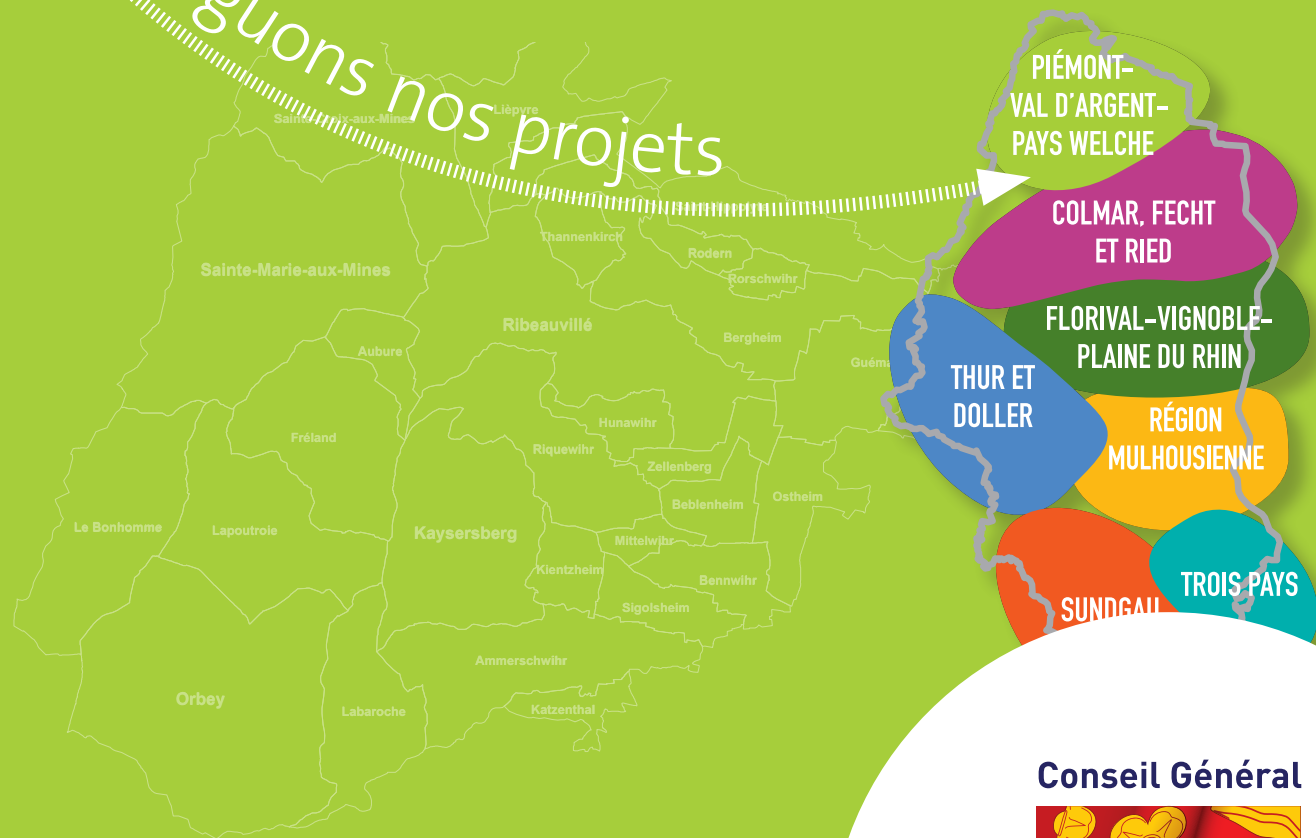 guons nos projets
Lièpvre
Sainte-Croix-aux-Mines
Thannenkirch
Rodern
Rorschwihr
Sainte-Marie-aux-Mines
Ribeauvillé
Bergheim
Aubure
Guéma
Hunawihr
Fréland
Riquewihr
Zellenberg
Beblenheim
Ostheim
Le Bonhomme
Lapoutroie
Kaysersberg
Mittelwihr
Kientzheim
Bennwihr
Sigolsheim
Ammerschwihr
Orbey
Labaroche
Katzenthal
PIÉMONT-
VAL D'ARGENT-
PAYS WELCHE
COLMAR, FECHT
ET RIED
FLORIVAL-VIGNOBLE-
PLAINE DU RHIN
THUR ET
DOLLER
RÉGION
MULHOUSIENNE
TROIS PAYS
SUNDGAU
Conseil Général